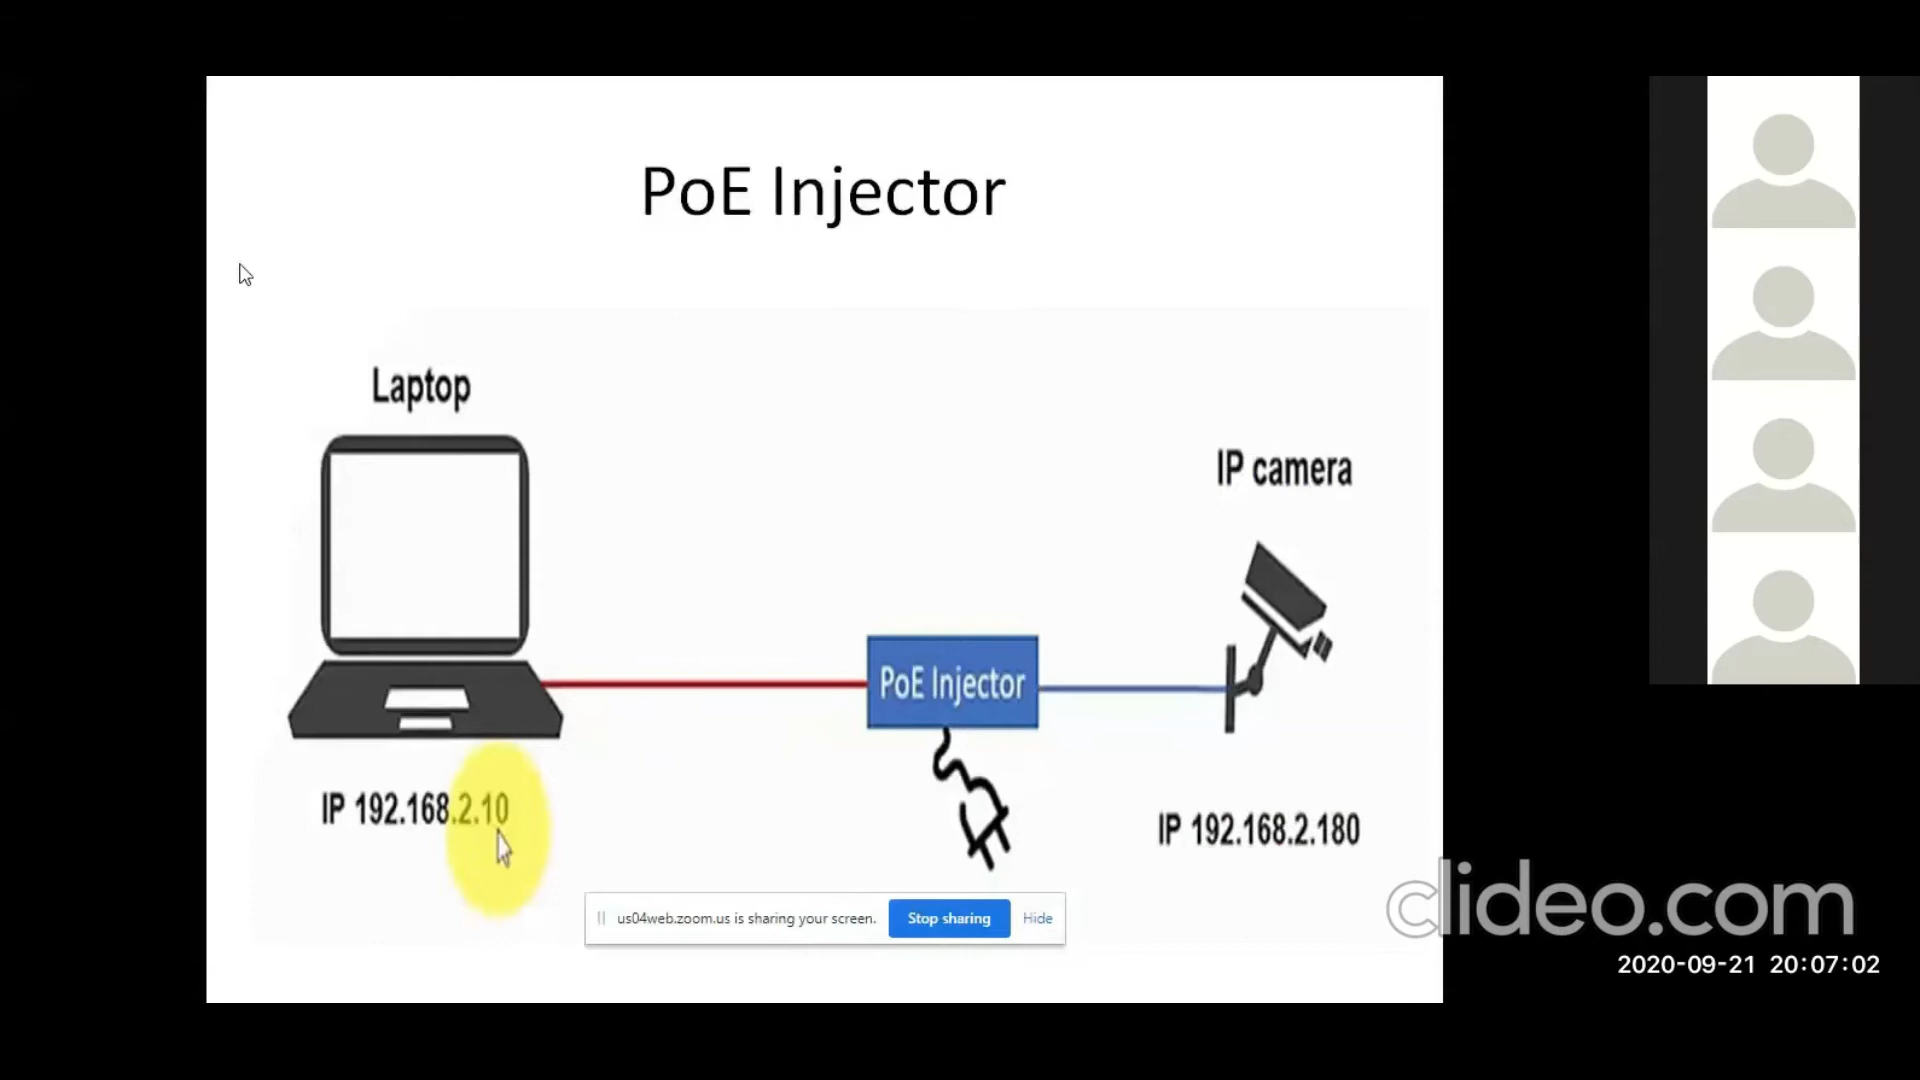 PoE Injector
Laptop
IP camera
PoE Injector
IP 192.168.2.10
IP 192.168.2.180
us04web.zoom.us is sharing your screen.
Stop sharing
Hide
clideo.com
2020-09-21 20:07:02